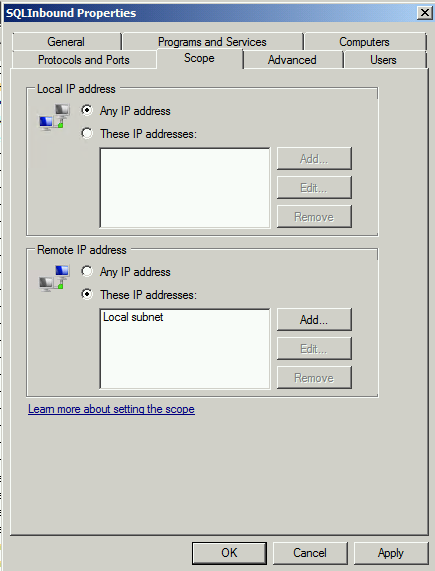 SQLInbound Properties
General
Programs and Services
Computers
Protocols and Ports
Scope
Advanced
Users
Local IP address
Any IP address
These IP addresses:
Add...
Edit...
Remove
Remote IP address
Any IP address
These IP addresses:
Local subnet
Add...
Edit...
Remove
Learn more about setting the scope
OK
Cancel
Apply